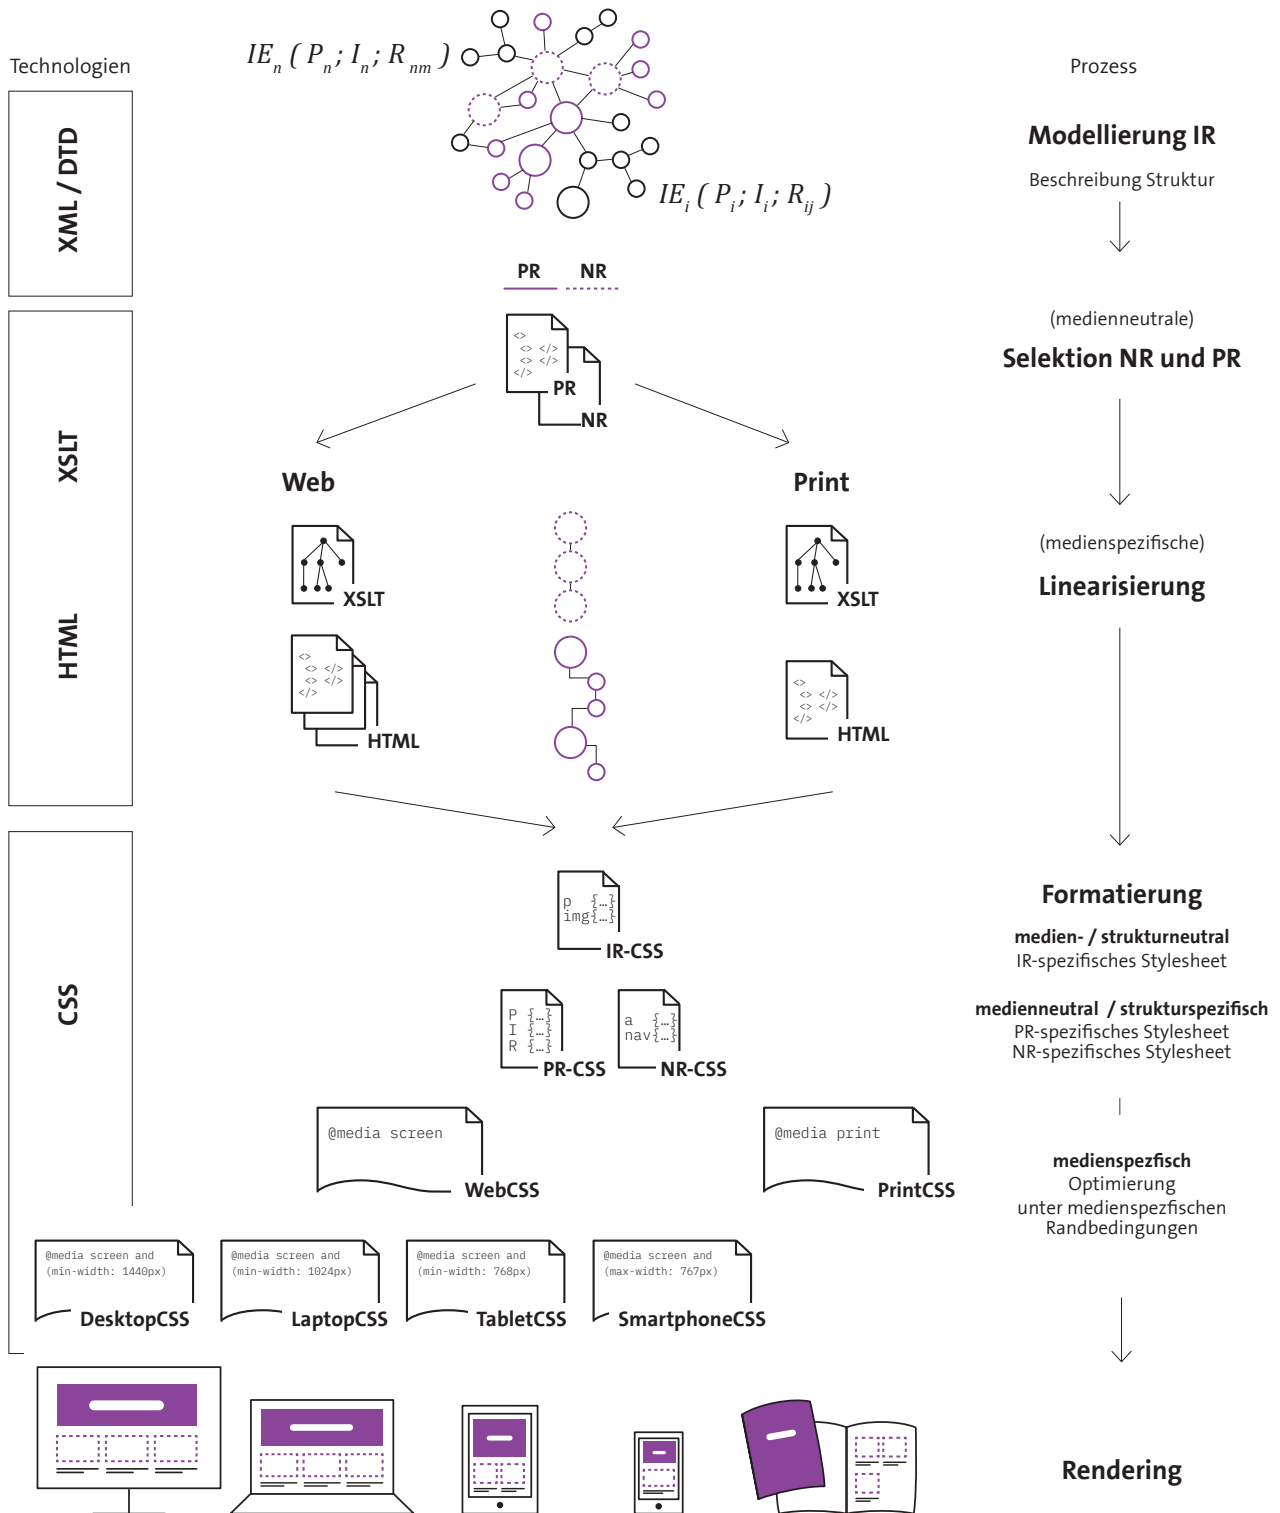 Technologien
IEn ( Pn ; In ; Rnm )
Prozess
XML / DTD
Modellierung IR
Beschreibung Struktur
IEi ( Pi ; Ii ; Rij )
PR NR
(medienneutrale)
Selektion NR und PR
<>
<> </>
<> </>
</>
PR
NR
XSLT
Web
Print
(medienspezifische)
Linearisierung
XSLT
XSLT
HTML
<>
<> </>
<> </>
</>
HTML
<>
<> </>
<> </>
</>
HTML
CSS
Formatierung
p {…}
img{…}
IR-CSS
medien- / strukturneutral
IR-spezifisches Stylesheet
P {…}
I {…}
R {…}
PR-CSS
a {…}
nav{…}
NR-CSS
medienneutral / strukturspezifisch
PR-spezifisches Stylesheet
NR-spezifisches Stylesheet
@media screen
WebCSS
@media print
PrintCSS
medienspezfisch
Optimierung
unter medienspezfischen
Randbedingungen
@media screen and
(min-width: 1440px)
DesktopCSS
@media screen and
(min-width: 1024px)
LaptopCSS
@media screen and
(min-width: 768px)
TabletCSS
@media screen and
(max-width: 767px)
SmartphoneCSS
Rendering